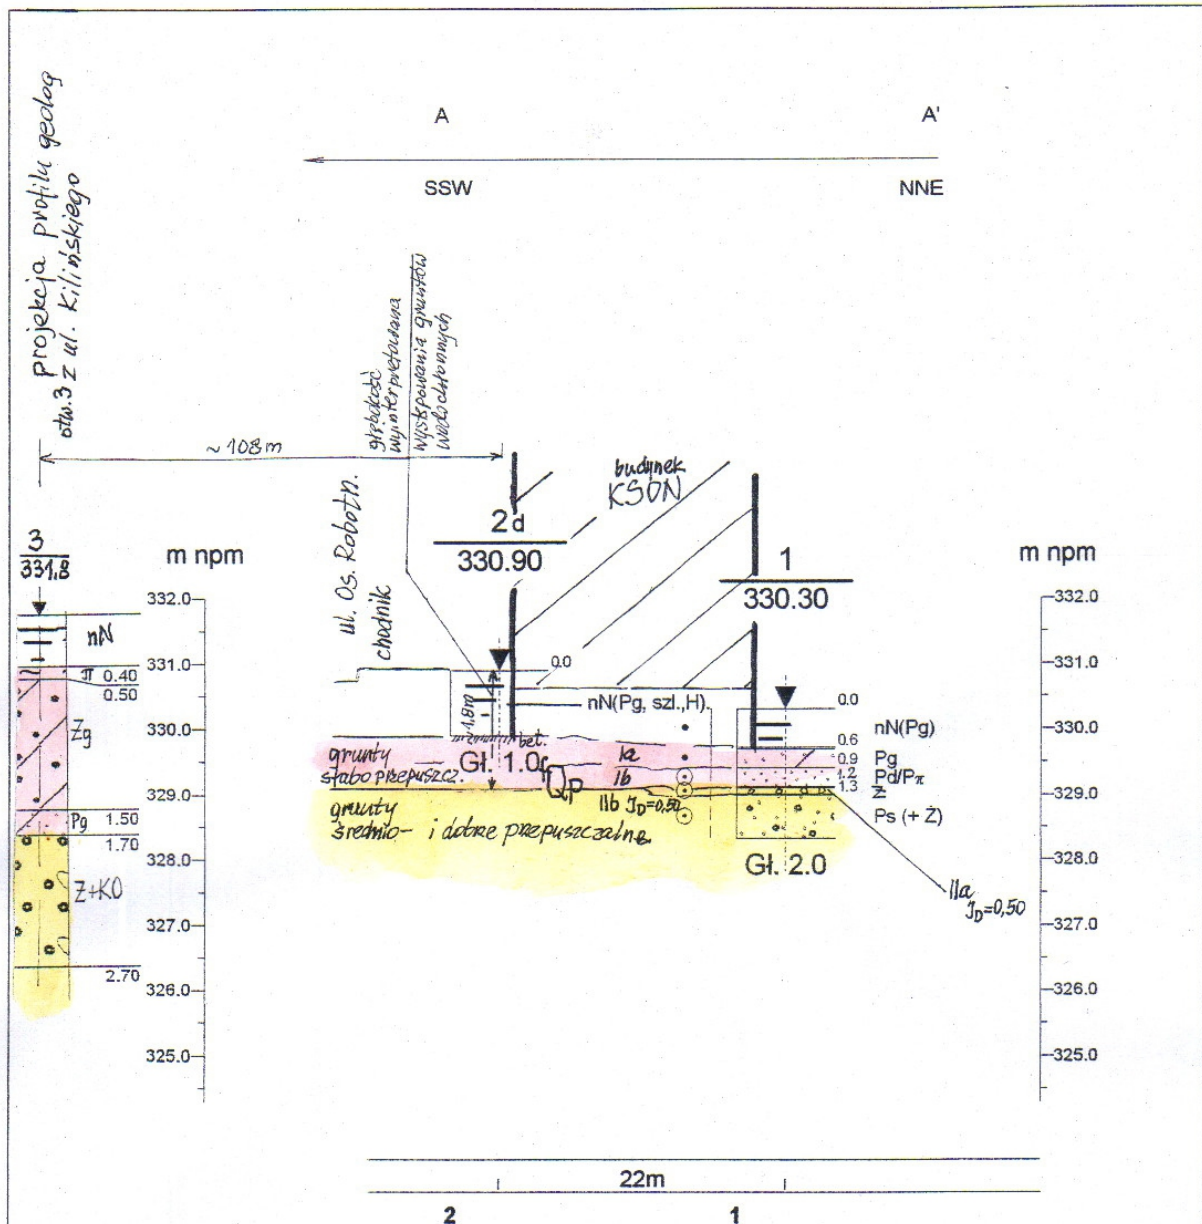 projekcja profilu geolog
otw.3 z ul. Kilińskiego
A
A'
SSW
NNE
głębokość
wyinterpretowana
występowania gruntów
wodochronnych
~108m
ul. Os. Robotn.
chodnik
budynek
KSON
3
331,8
2d
330.90
1
330.30
m npm
m npm
332.0
331.0
330.0
329.0
328.0
327.0
326.0
325.0
332.0
331.0
330.0
329.0
328.0
327.0
326.0
325.0
nN
π 0.40
0.50
Żg
Pg 1.50
1.70
Ż+KO
2.70
0.0
nN(Pg, szl.,H)
1,8m
bet.
Gł. 1.0
grunty
słabo przepuszcz.
Qp
Ia
Ib
IIb ID=0,50
grunty
średnio- i dobrze przepuszczalne
0.0
0.6
0.9
1.2
1.3
nN(Pg)
Pg
Pd/Pπ
Ż
Ps (+ Ż)
Gł. 2.0
IIa
ID=0,50
22m
2
1